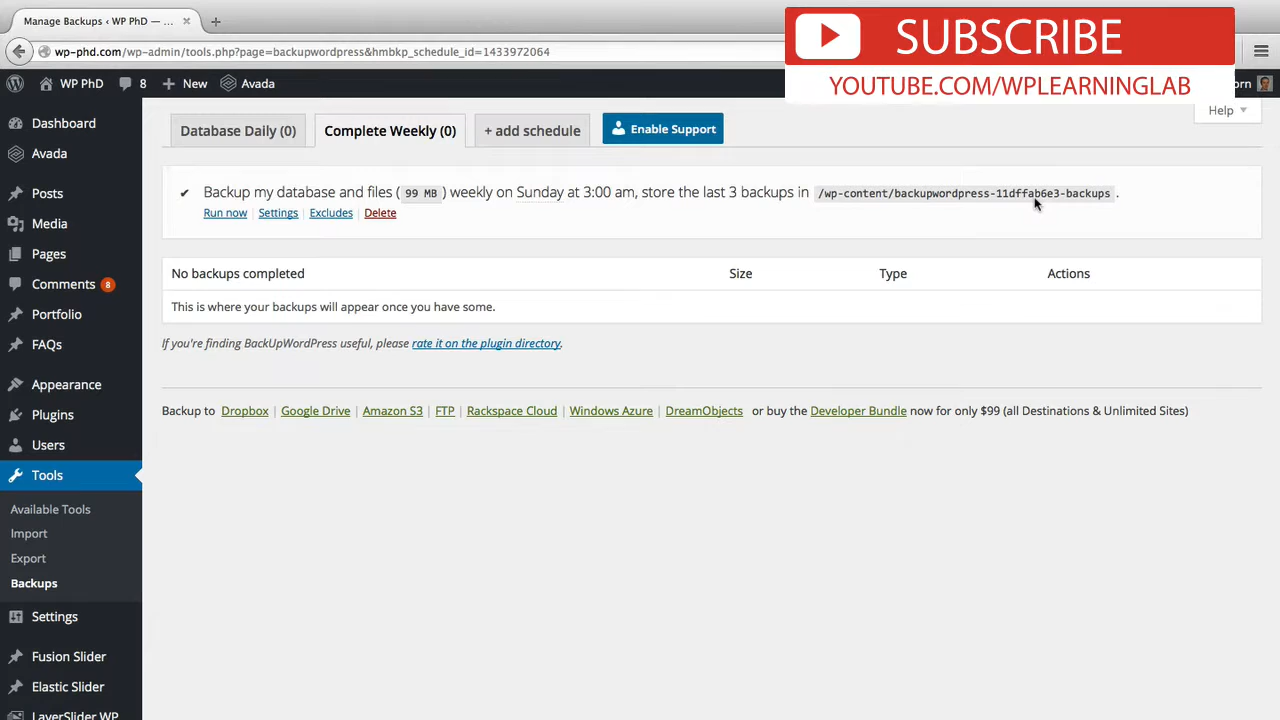 Manage Backups ‹ WP PhD — ...
wp-phd.com/wp-admin/tools.php?page=backupwordpress&hmbkp_schedule_id=1433972064
SUBSCRIBE
YOUTUBE.COM/WPLEARNINGLAB
WP PhD
8
New
Avada
orn
Help
Dashboard
Avada
Posts
Media
Pages
Comments 8
Portfolio
FAQs
Appearance
Plugins
Users
Tools
Available Tools
Import
Export
Backups
Settings
Fusion Slider
Elastic Slider
LayerSlider WP
Database Daily (0)
Complete Weekly (0)
+ add schedule
Enable Support
✔ Backup my database and files ( 99 MB ) weekly on Sunday at 3:00 am, store the last 3 backups in /wp-content/backupwordpress-11dffab6e3-backups .
Run now | Settings | Excludes | Delete
No backups completed Size Type Actions
This is where your backups will appear once you have some.
If you're finding BackUpWordPress useful, please rate it on the plugin directory.
Backup to Dropbox | Google Drive | Amazon S3 | FTP | Rackspace Cloud | Windows Azure | DreamObjects or buy the Developer Bundle now for only $99 (all Destinations & Unlimited Sites)